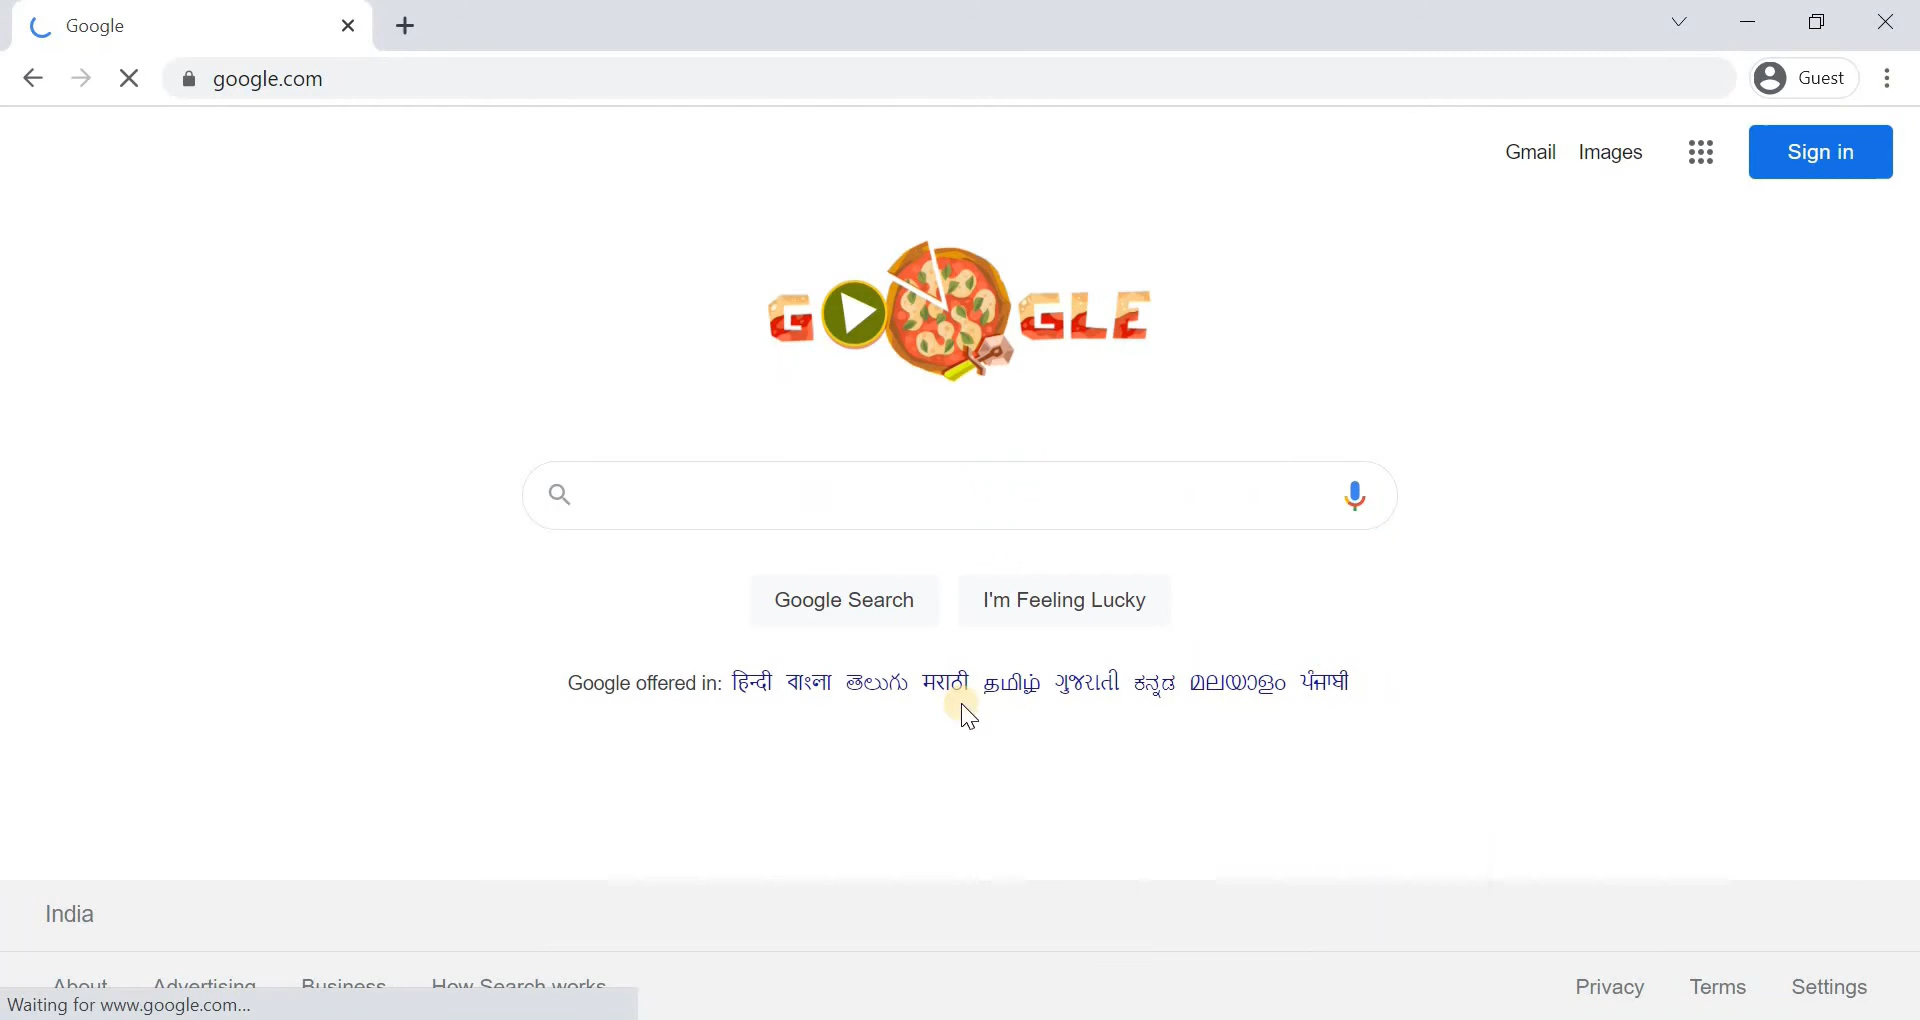 Google
google.com
Guest
Gmail Images Sign in
GOOGLE
Google Search I'm Feeling Lucky
Google offered in: हिन्दी বাংলা తెలుగు मराठी தமிழ் ગુજરાતી ಕನ್ನಡ മലയാളം ਪੰਜਾਬੀ
India
About Advertising Business How Search works Privacy Terms Settings
Waiting for www.google.com...